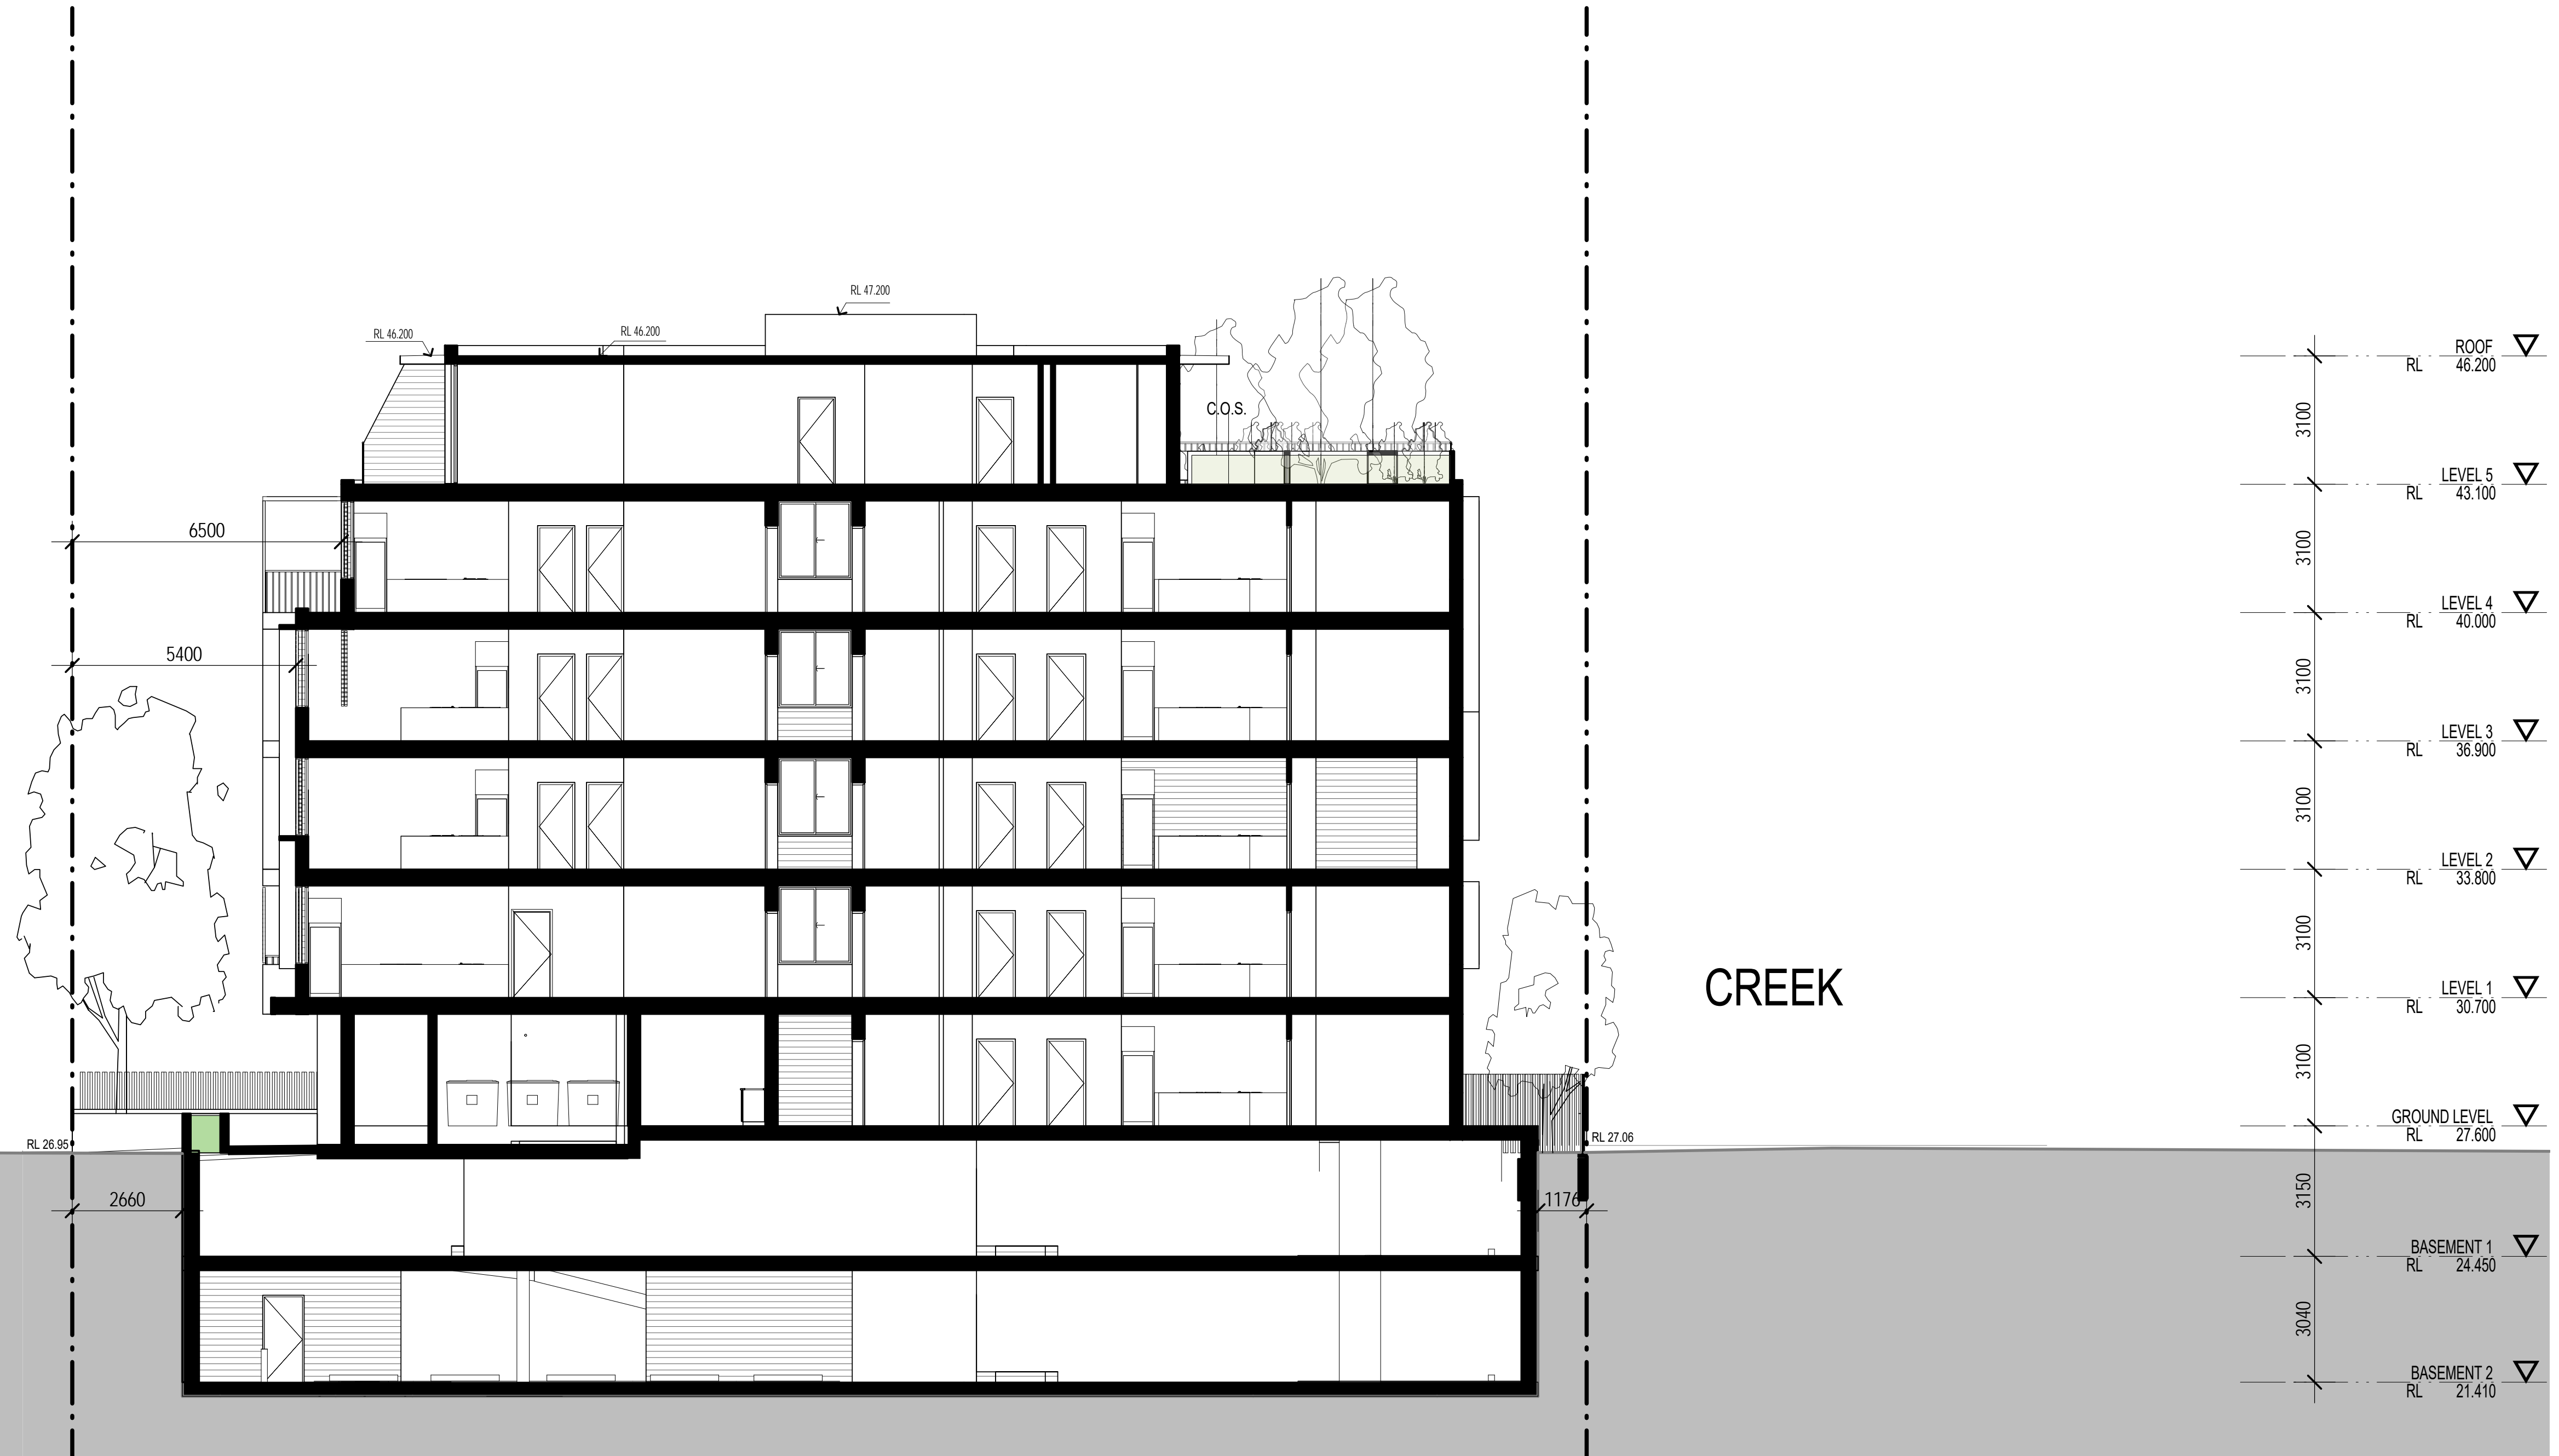 RL 47.200
RL 46.200
RL 46.200
C.O.S.
6500
5400
RL 26.95
2660
CREEK
RL 27.06
1176
ROOF
RL 46.200
3100
LEVEL 5
RL 43.100
3100
LEVEL 4
RL 40.000
3100
LEVEL 3
RL 36.900
3100
LEVEL 2
RL 33.800
3100
LEVEL 1
RL 30.700
3100
GROUND LEVEL
RL 27.600
3150
BASEMENT 1
RL 24.450
3040
BASEMENT 2
RL 21.410